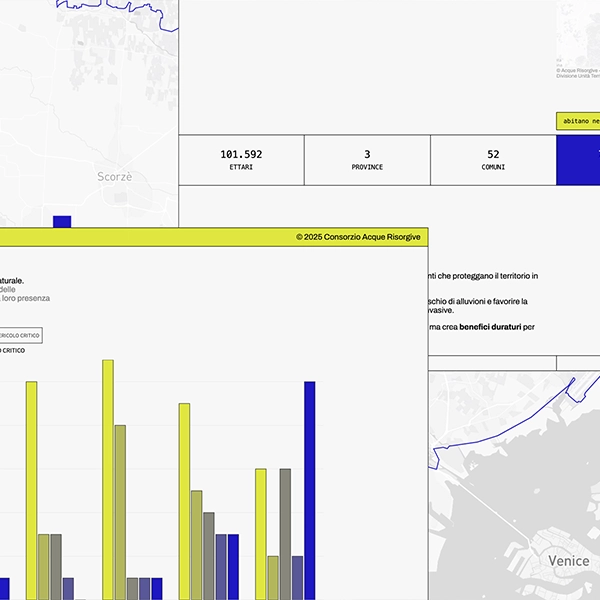 © Acque Risorgive
Divisione Unità Terr
abitano ne
101.592
ETTARI
3
PROVINCE
52
COMUNI
Scorzè
© 2025 Consorzio Acque Risorgive
aturale.
delle
loro presenza
ERICOLO CRITICO
O CRITICO
nti che proteggano il territorio in
schio di alluvioni e favorire la
nvasive.
ma crea benefici duraturi per
Venice